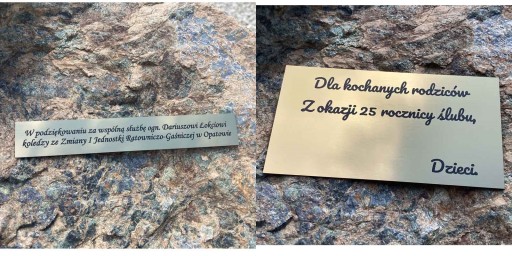 W podziękowaniu za wspólną służbę ogn. Dariuszowi Łokciowi
koledzy ze Zmiany I Jednostki Ratowniczo-Gaśniczej w Opatowie
Dla kochanych rodziców
Z okazji 25 rocznicy ślubu,
Dzieci.